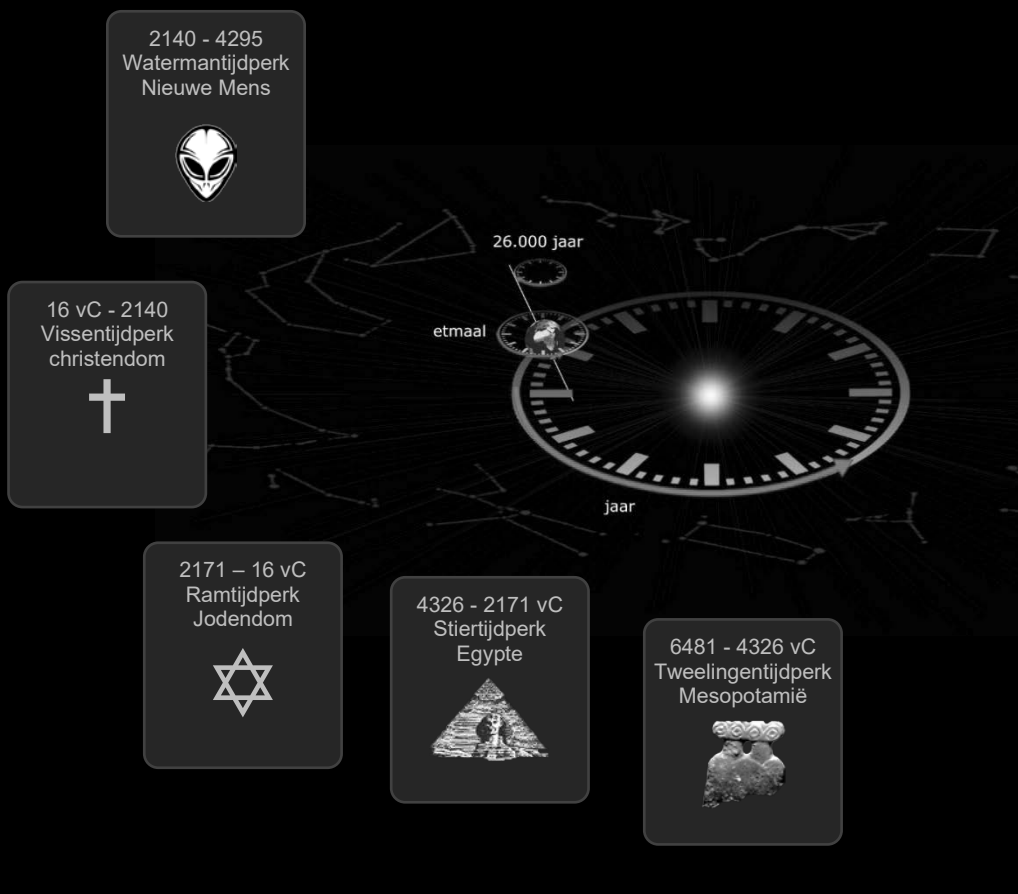 2140 - 4295
Watermantijdperk
Nieuwe Mens
26.000 jaar
etmaal
jaar
16 vC - 2140
Vissentijdperk
christendom
2171 – 16 vC
Ramtijdperk
Jodendom
4326 - 2171 vC
Stiertijdperk
Egypte
6481 - 4326 vC
Tweelingentijdperk
Mesopotamië